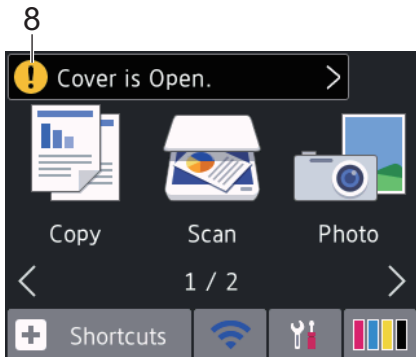 8
! Cover is Open. >
Copy Scan Photo
< 1 / 2 >
+ Shortcuts